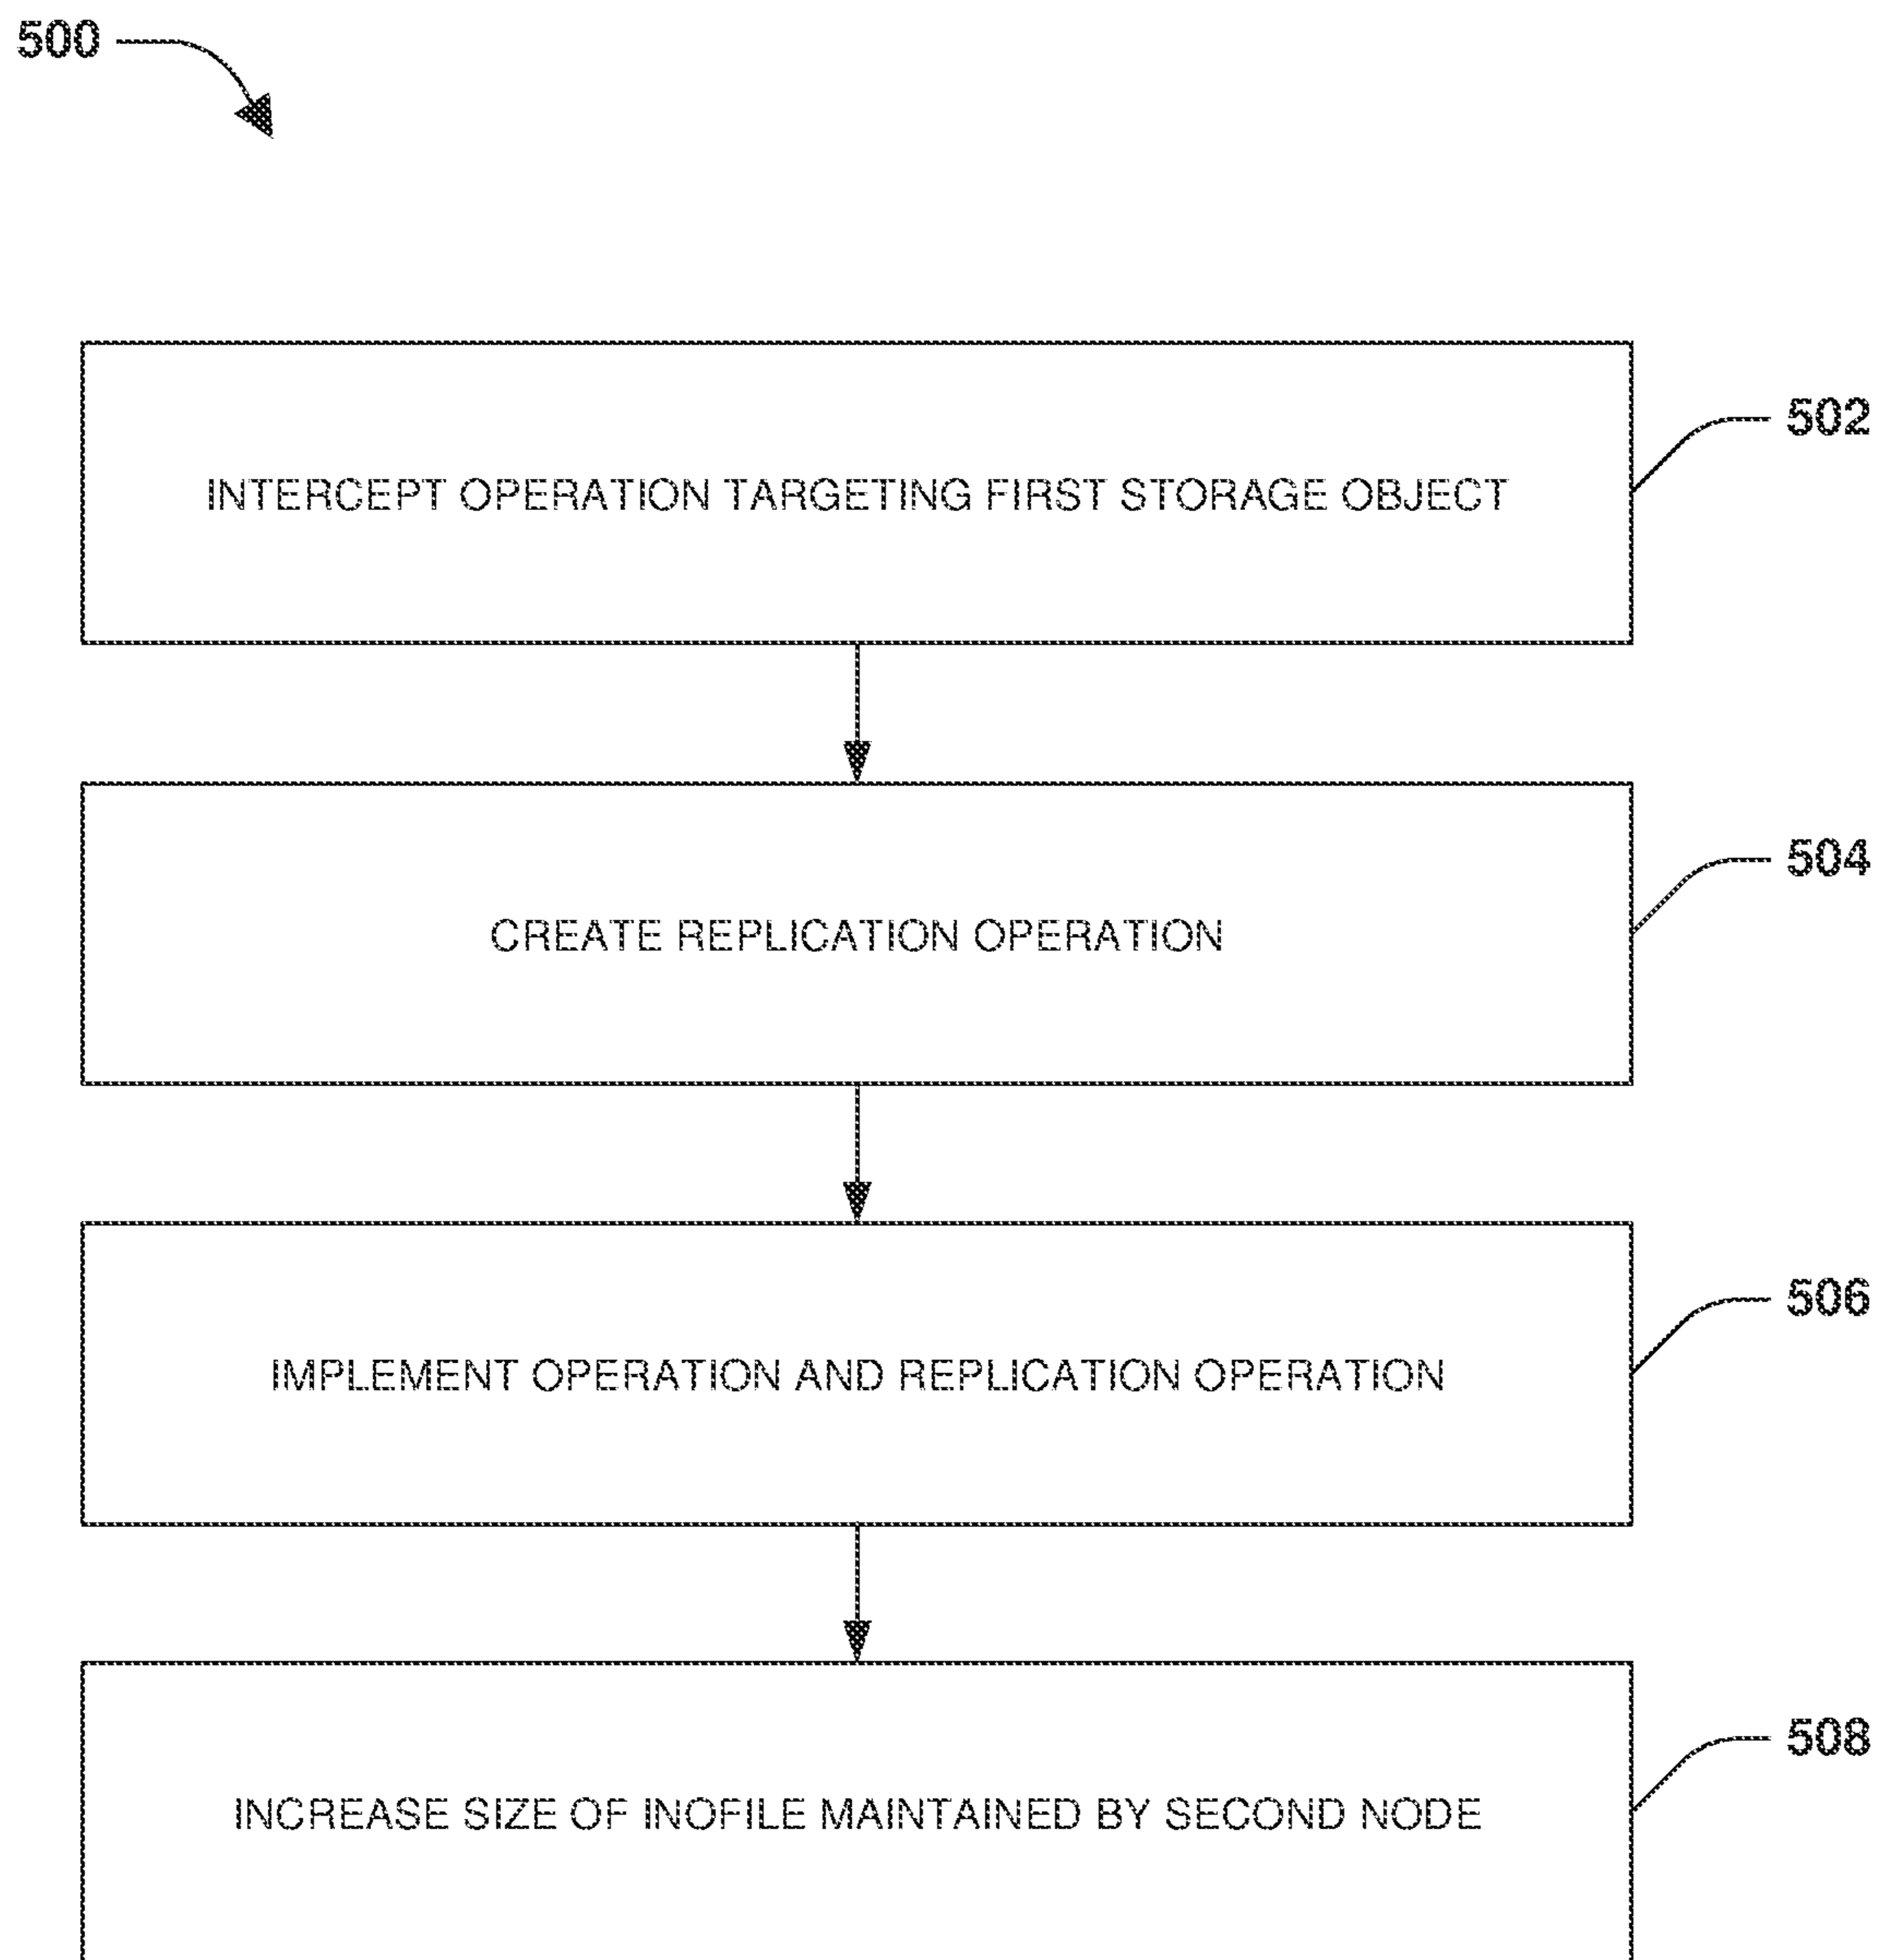 500
INTERCEPT OPERATION TARGETING FIRST STORAGE OBJECT
502
CREATE REPLICATION OPERATION
504
IMPLEMENT OPERATION AND REPLICATION OPERATION
506
INCREASE SIZE OF INOFILE MAINTAINED BY SECOND NODE
508